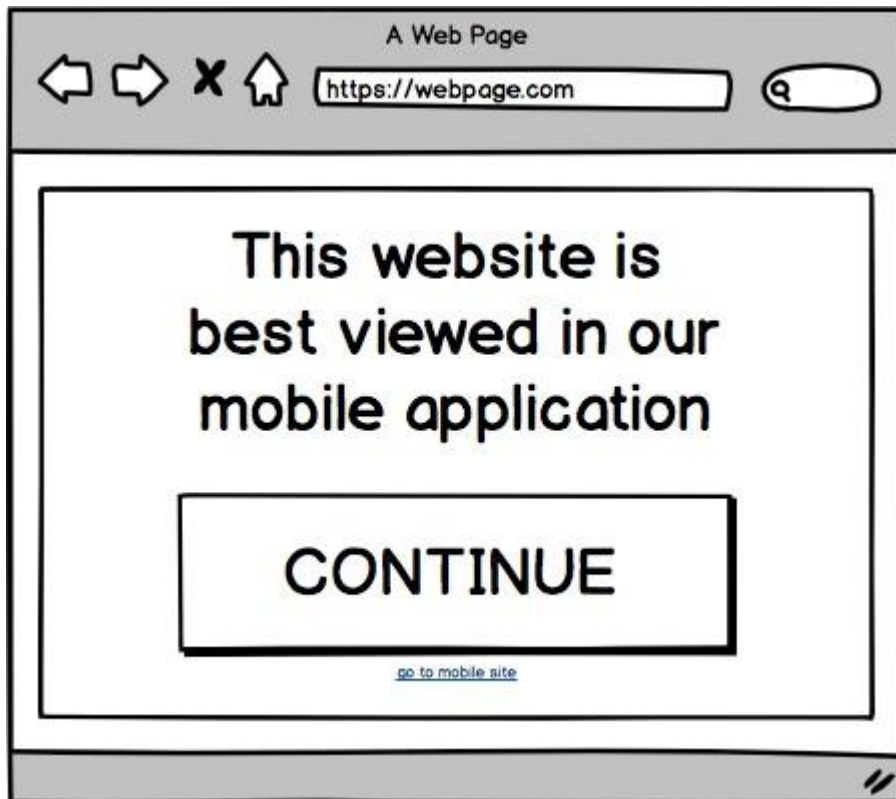 A Web Page
https://webpage.com
This website is
best viewed in our
mobile application
CONTINUE
go to mobile site